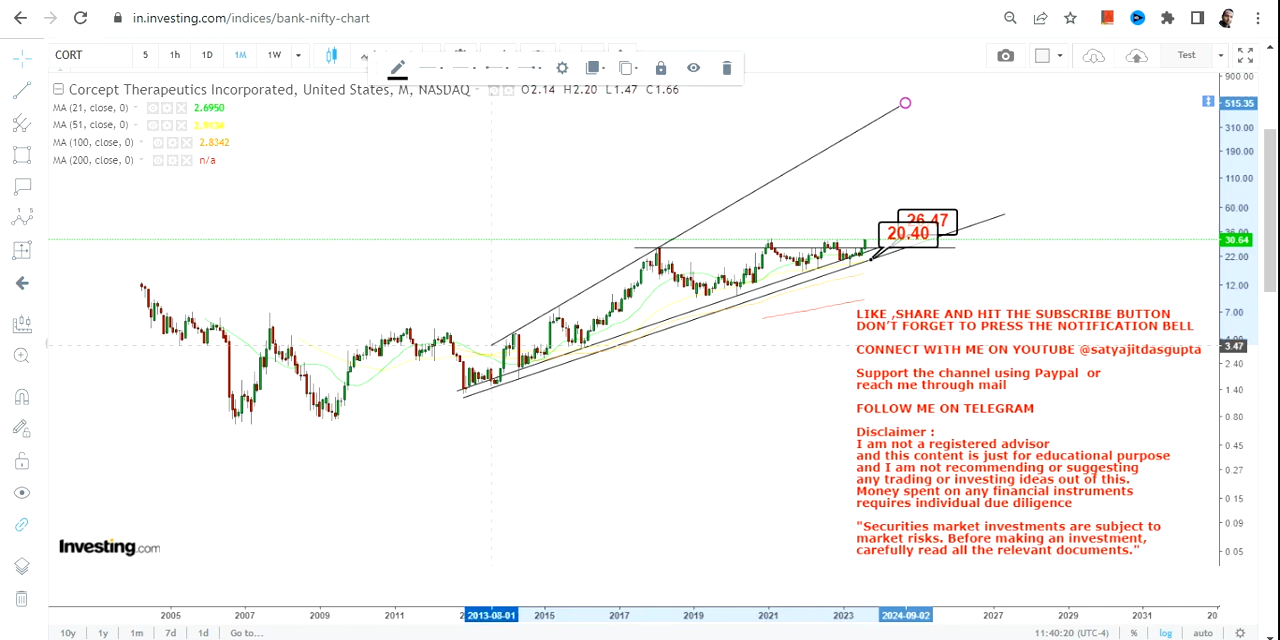 in.investing.com/indices/bank-nifty-chart
CORT 5 1h 1D 1M 1W Test
Corcept Therapeutics Incorporated, United States, M, NASDAQ O2.14 H2.20 L1.47 C1.66
MA (21, close, 0) 2.6950
MA (51, close, 0)
MA (100, close, 0) 2.8342
MA (200, close, 0) n/a
900.00
515.35
310.00
190.00
110.00
60.00
26.47
20.40
30.64
22.00
12.00
7.00
3.47
2.40
1.40
0.80
0.45
0.27
0.15
0.09
0.05
LIKE ,SHARE AND HIT THE SUBSCRIBE BUTTON
DON'T FORGET TO PRESS THE NOTIFICATION BELL
CONNECT WITH ME ON YOUTUBE @satyajitdasgupta
Support the channel using Paypal or
reach me through mail
FOLLOW ME ON TELEGRAM
Disclaimer :
I am not a registered advisor
and this content is just for educational purpose
and I am not recommending or suggesting
any trading or investing ideas out of this.
Money spent on any financial instruments
requires individual due diligence
"Securities market investments are subject to
market risks. Before making an investment,
carefully read all the relevant documents."
Investing.com
2005 2007 2009 2011 2013-08-01 2015 2017 2019 2021 2023 2024-09-02 2027 2029 2031
10y 1y 1m 7d 1d Go to... 11:40:20 (UTC-4) % log auto